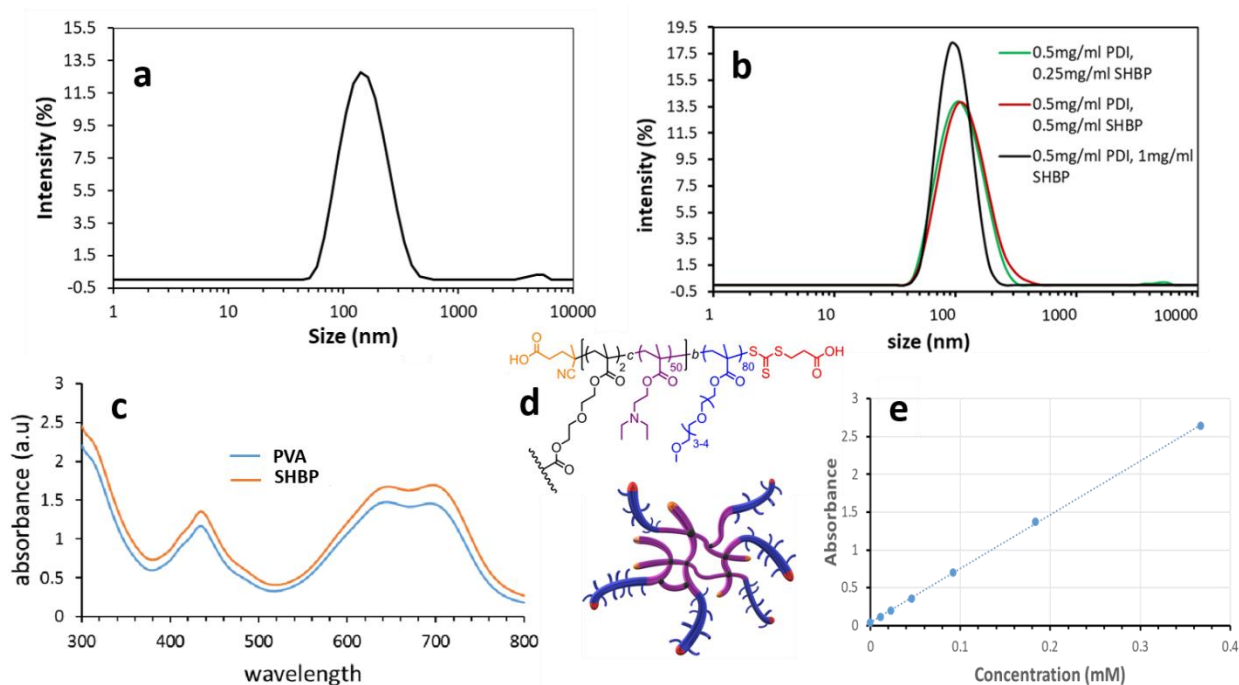 a
15.5
13.5
11.5
9.5
7.5
5.5
3.5
1.5
-0.5
Intensity (%)
1 10 100 1000 10000
Size (nm)
b
19.5
17.5
15.5
13.5
11.5
9.5
7.5
5.5
3.5
1.5
-0.5
intensity (%)
0.5mg/ml PDI,
0.25mg/ml SHBP
0.5mg/ml PDI,
0.5mg/ml SHBP
0.5mg/ml PDI, 1mg/ml
SHBP
1 10 100 1000 10000
size (nm)
c
3
2.5
2
1.5
1
0.5
0
absorbance (a.u)
PVA
SHBP
300 400 500 600 700 800
wavelength
d
HO
O
NC
2
c
50
b
80
S
S
S
O
OH
O
O
O
O
O
O
O
O
N
O
O
3-4
O
e
3
2.5
2
1.5
1
0.5
0
Absorbance
0 0.1 0.2 0.3 0.4
Concentration (mM)